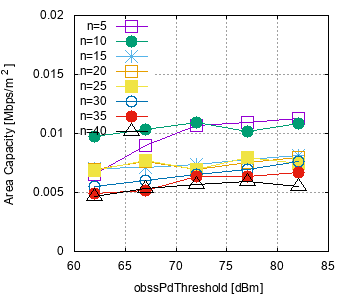 0.02
0.015
0.01
0.005
0
60
65
70
75
80
85
Area Capacity [Mbps/m²]
obssPdThreshold [dBm]
n=5
n=10
n=15
n=20
n=25
n=30
n=35
n=40